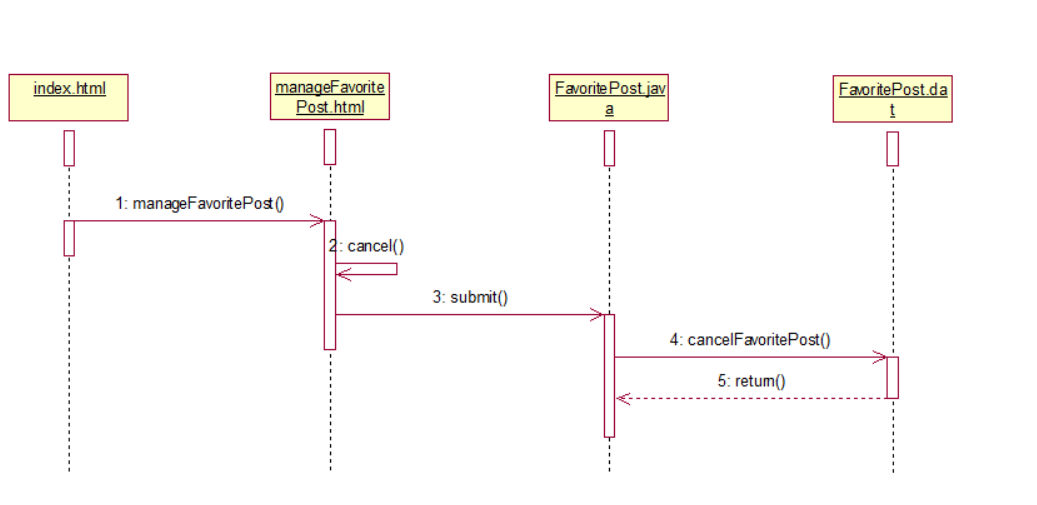 index.html
manageFavorite
Post.html
FavoritePost.jav
a
FavoritePost.da
t
1: manageFavoritePost()
2: cancel()
3: submit()
4: cancelFavoritePost()
5: return()